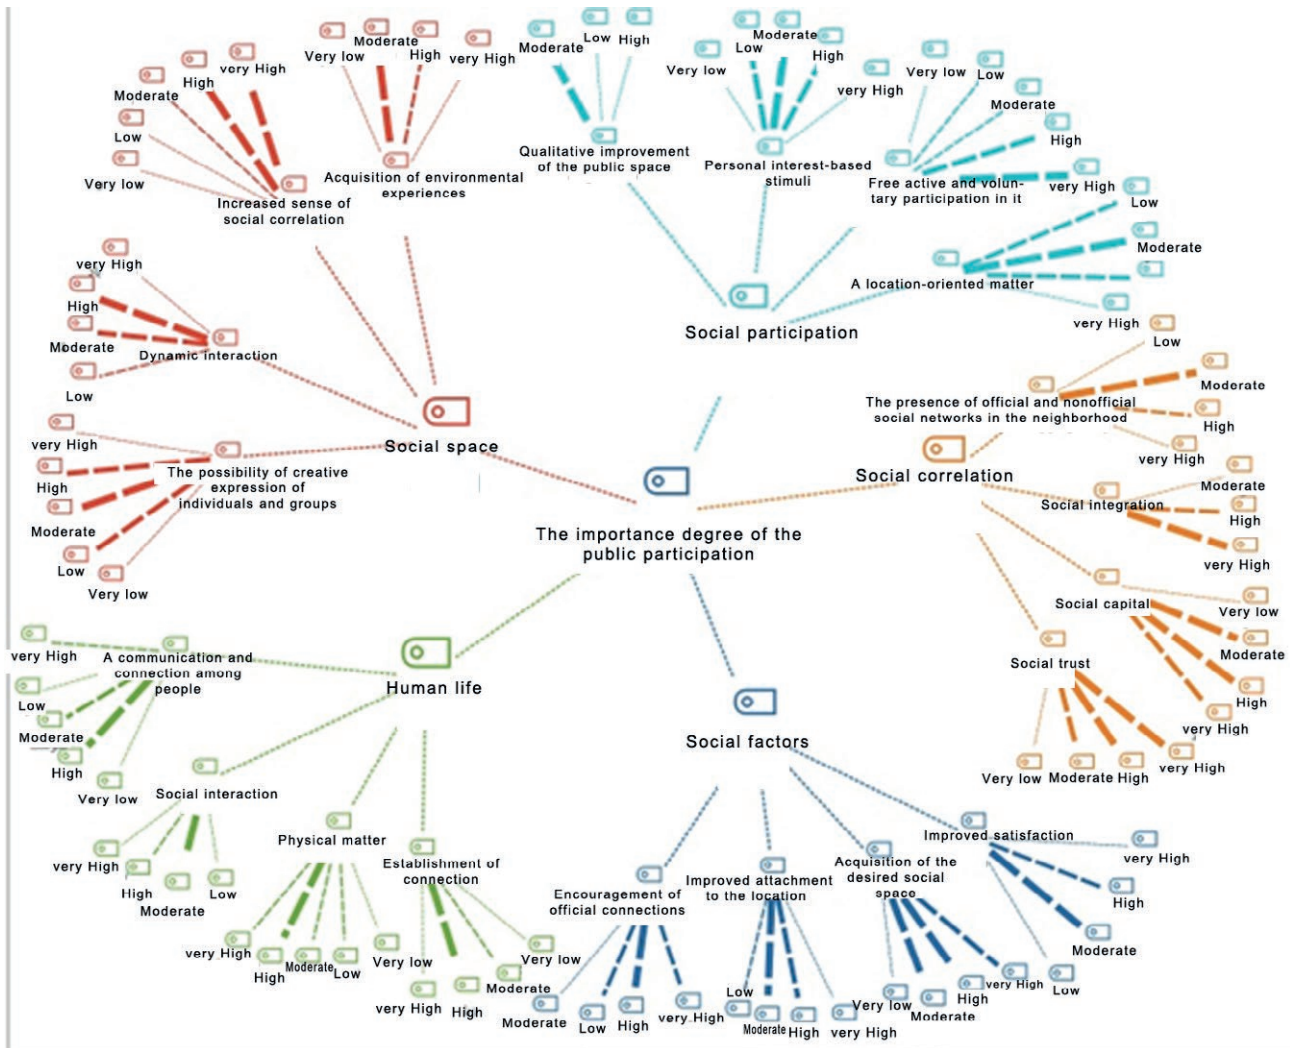 Very low
Moderate
High
very High
Moderate
Low
High
Very low
Low
Moderate
High
very High
Very low
Low
Moderate
High
very High
Low
Moderate
very High
very High
High
Moderate
Low
Very low
Increased sense of
social correlation
Acquisition of environmental
experiences
Qualitative improvement
of the public space
Personal interest-based
stimuli
Free active and volun-
tary participation in it
A location-oriented matter
Social participation
very High
High
Moderate
Low
Dynamic interaction
very High
High
Moderate
Low
Very low
The possibility of creative
expression of
individuals and groups
Social space
The importance degree of the
public participation
Social correlation
The presence of official and nonofficial
social networks in the neighborhood
Low
Moderate
High
very High
Social integration
Moderate
High
very High
Social capital
Very low
Moderate
High
very High
Social trust
Very low
Moderate
High
very High
Human life
A communication and
connection among
people
very High
Low
Moderate
High
Very low
Social interaction
very High
High
Moderate
Low
Physical matter
very High
High
Moderate
Low
Very low
Establishment of
connection
very High
High
Moderate
Very low
Social factors
Encouragement of
official connections
Moderate
Low
High
very High
Improved attachment
to the location
Low
Moderate
High
very High
Acquisition of the
desired social
space
Very low
Moderate
High
very High
Improved satisfaction
very High
High
Moderate
Low